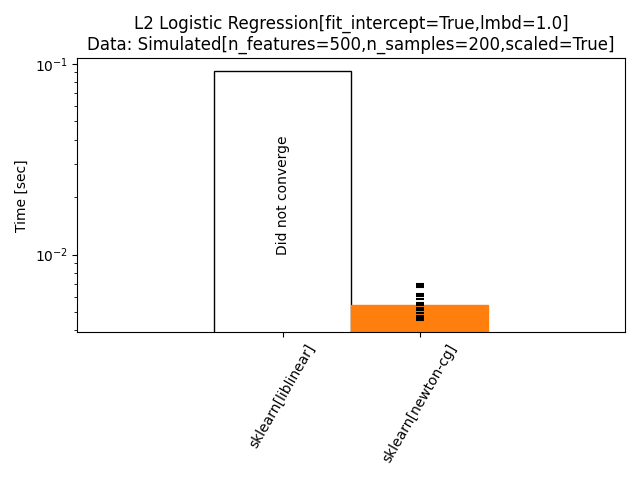 L2 Logistic Regression[fit_intercept=True,lmbd=1.0]
Data: Simulated[n_features=500,n_samples=200,scaled=True]
Time [sec]
10⁻¹
10⁻²
Did not converge
sklearn[liblinear]
sklearn[newton-cg]